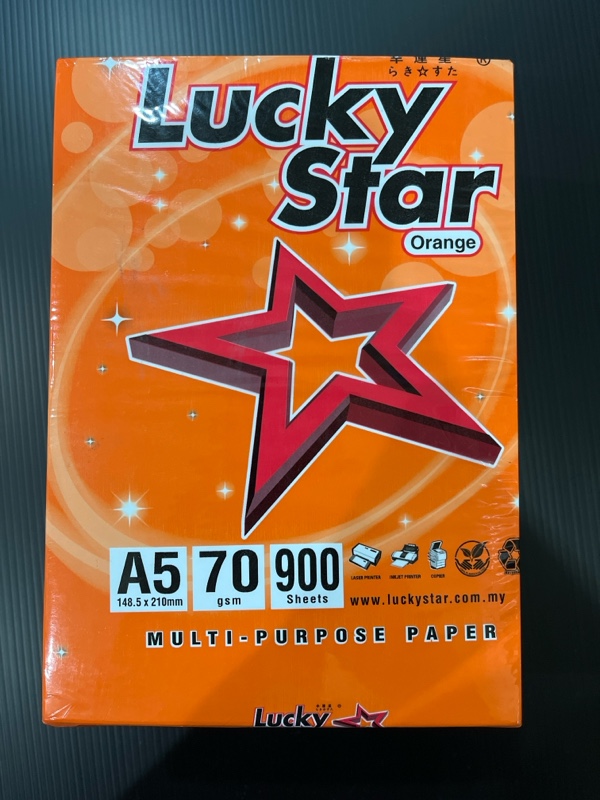 幸運星 ®
らき☆すた
Lucky
Star
Orange
A5
148.5 x 210mm
70
gsm
900
Sheets
LASER PRINTER
INKJET PRINTER
COPIER
www.luckystar.com.my
MULTI-PURPOSE PAPER
Lucky